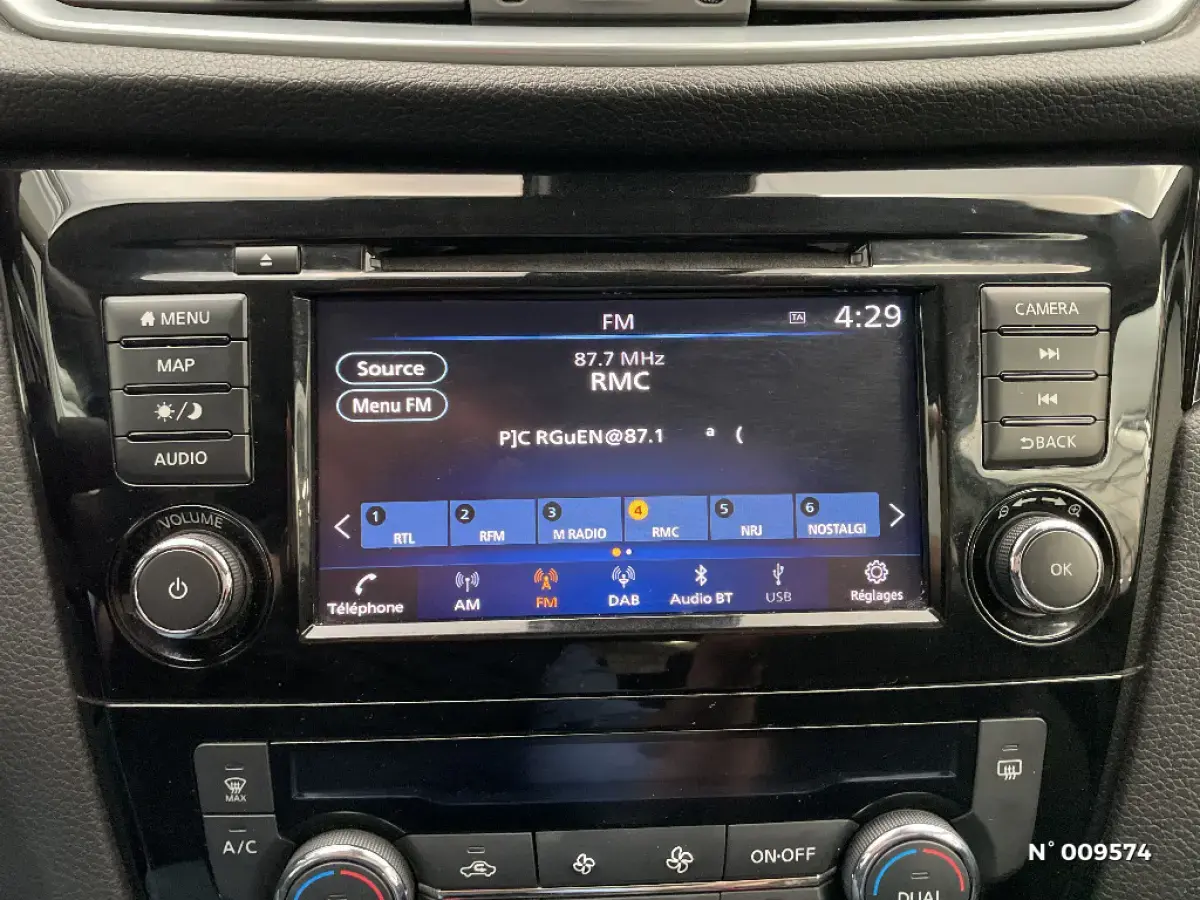 MENU
MAP
AUDIO
VOLUME
FM
TA
4:29
Source
87.7 MHz
RMC
Menu FM
P]C RGuEN@87.1 a (
1 RTL
2 RFM
3 M RADIO
4 RMC
5 NRJ
6 NOSTALGI
Téléphone
AM
FM
DAB
Audio BT
USB
Réglages
CAMERA
BACK
OK
MAX
A/C
ON·OFF
DUAL
N° 009574